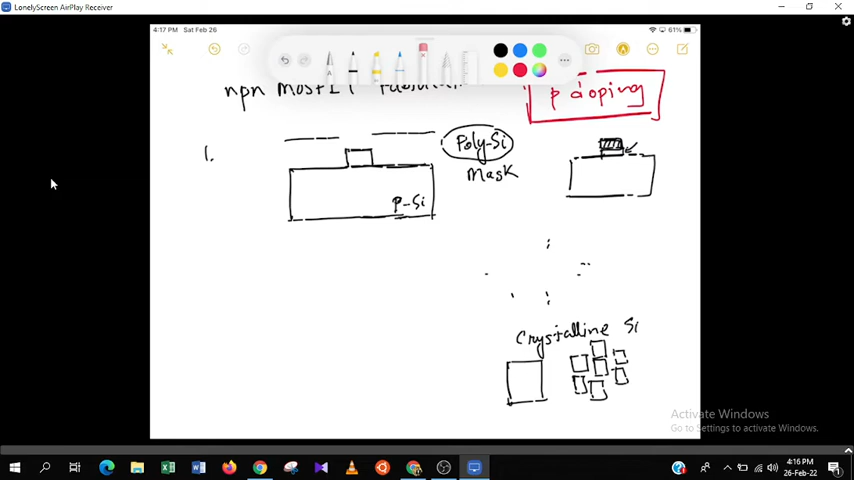 LonelyScreen AirPlay Receiver
4:17 PM Sat Feb 26
61%
npn MOSFET
p doping
1.
Poly-Si
Mask
p-Si
Crystalline Si
Activate Windows
Go to Settings to activate Windows.
4:16 PM
26-Feb-22